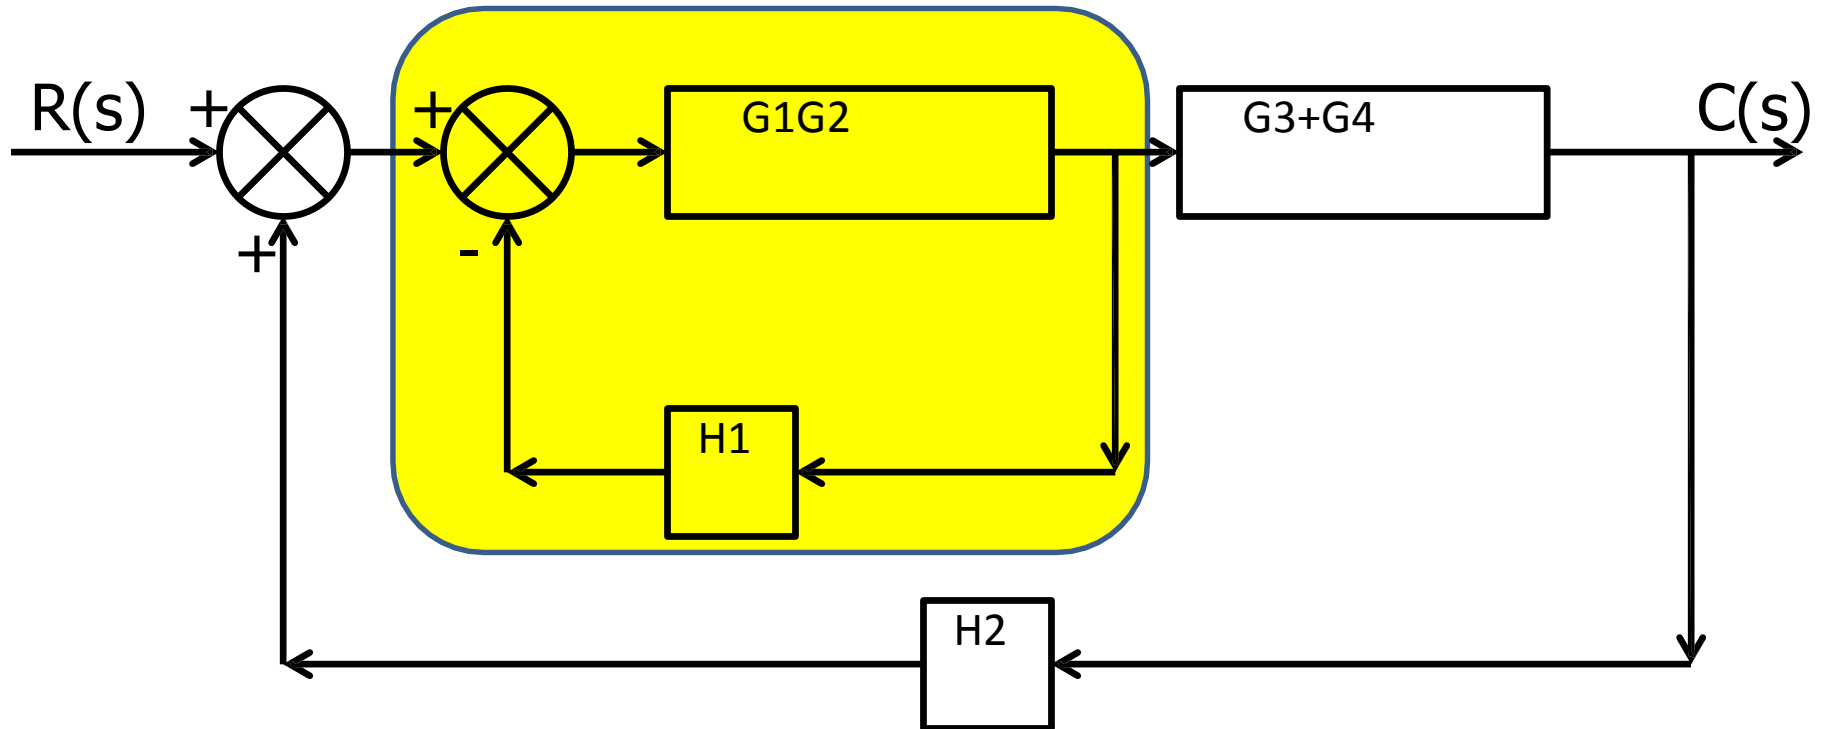 R(s)
+
+
G1G2
G3+G4
C(s)
+
-
H1
H2